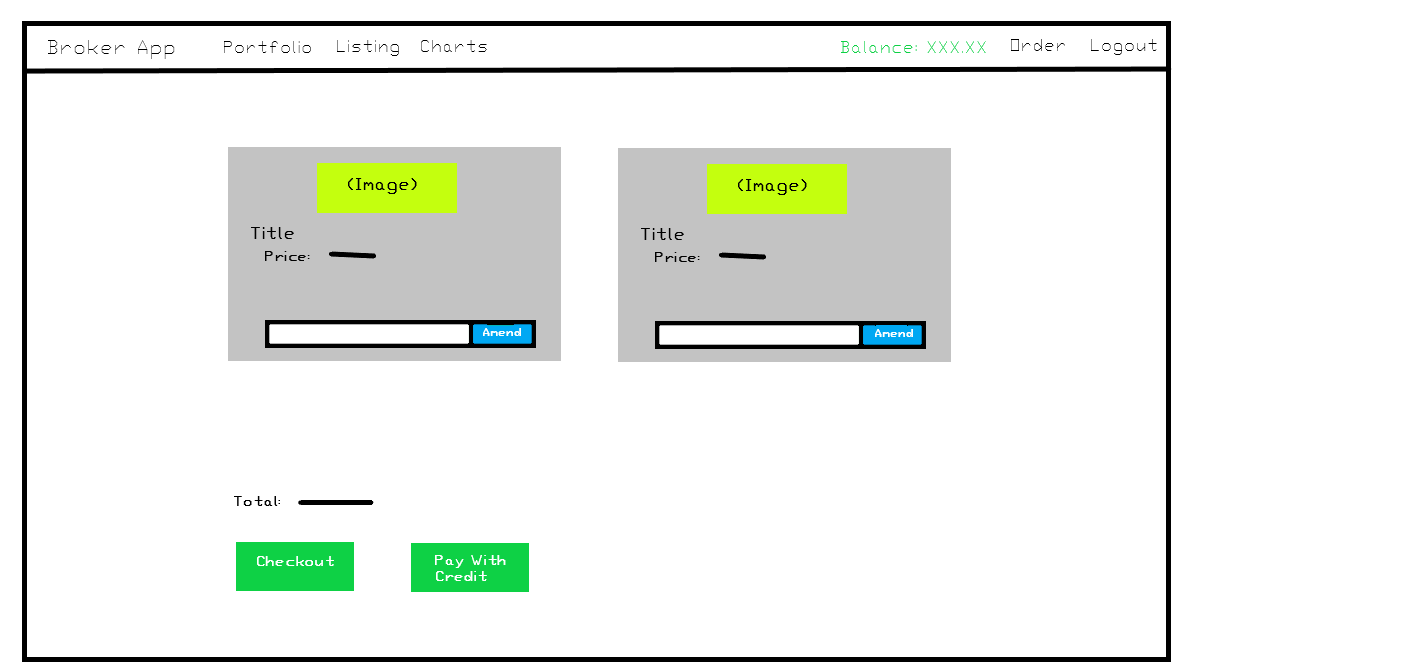 Broker App Portfolio Listing Charts Balance: XXX.XX Order Logout
(Image) (Image)
Title Title
Price: Price:
Amend Amend
Total:
Checkout Pay With
Credit